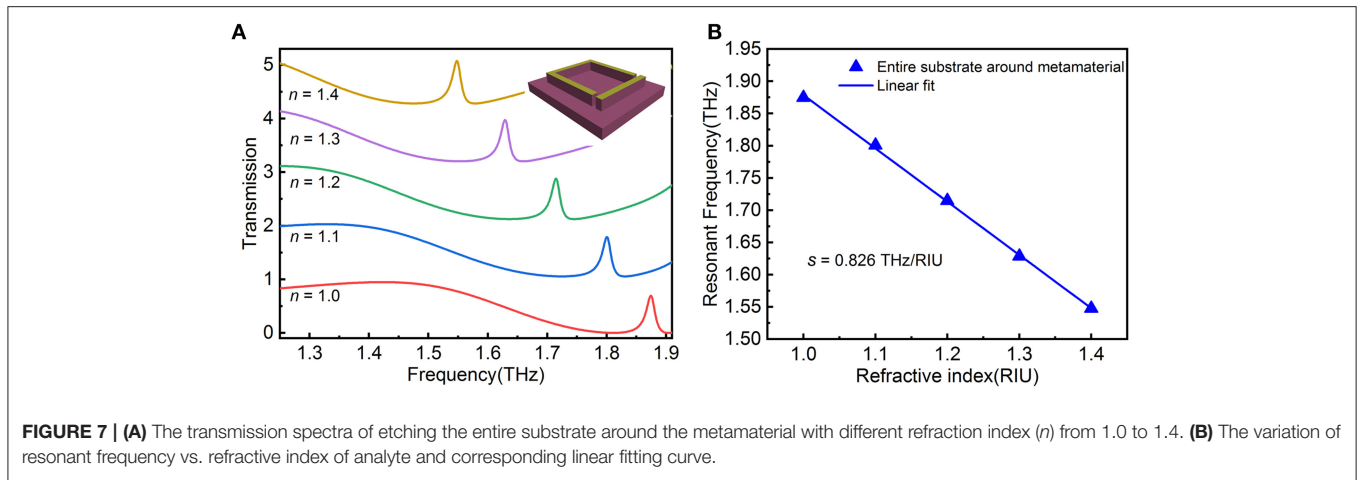 A
5
4
3
2
1
0
Transmission
n = 1.4
n = 1.3
n = 1.2
n = 1.1
n = 1.0
1.3 1.4 1.5 1.6 1.7 1.8 1.9
Frequency(THz)
B
1.95
1.90
1.85
1.80
1.75
1.70
1.65
1.60
1.55
1.50
Resonant Frequency(THz)
Entire substrate around metamaterial
Linear fit
s = 0.826 THz/RIU
1.0 1.1 1.2 1.3 1.4
Refractive index(RIU)
FIGURE 7 | (A) The transmission spectra of etching the entire substrate around the metamaterial with different refraction index (n) from 1.0 to 1.4. (B) The variation of
resonant frequency vs. refractive index of analyte and corresponding linear fitting curve.